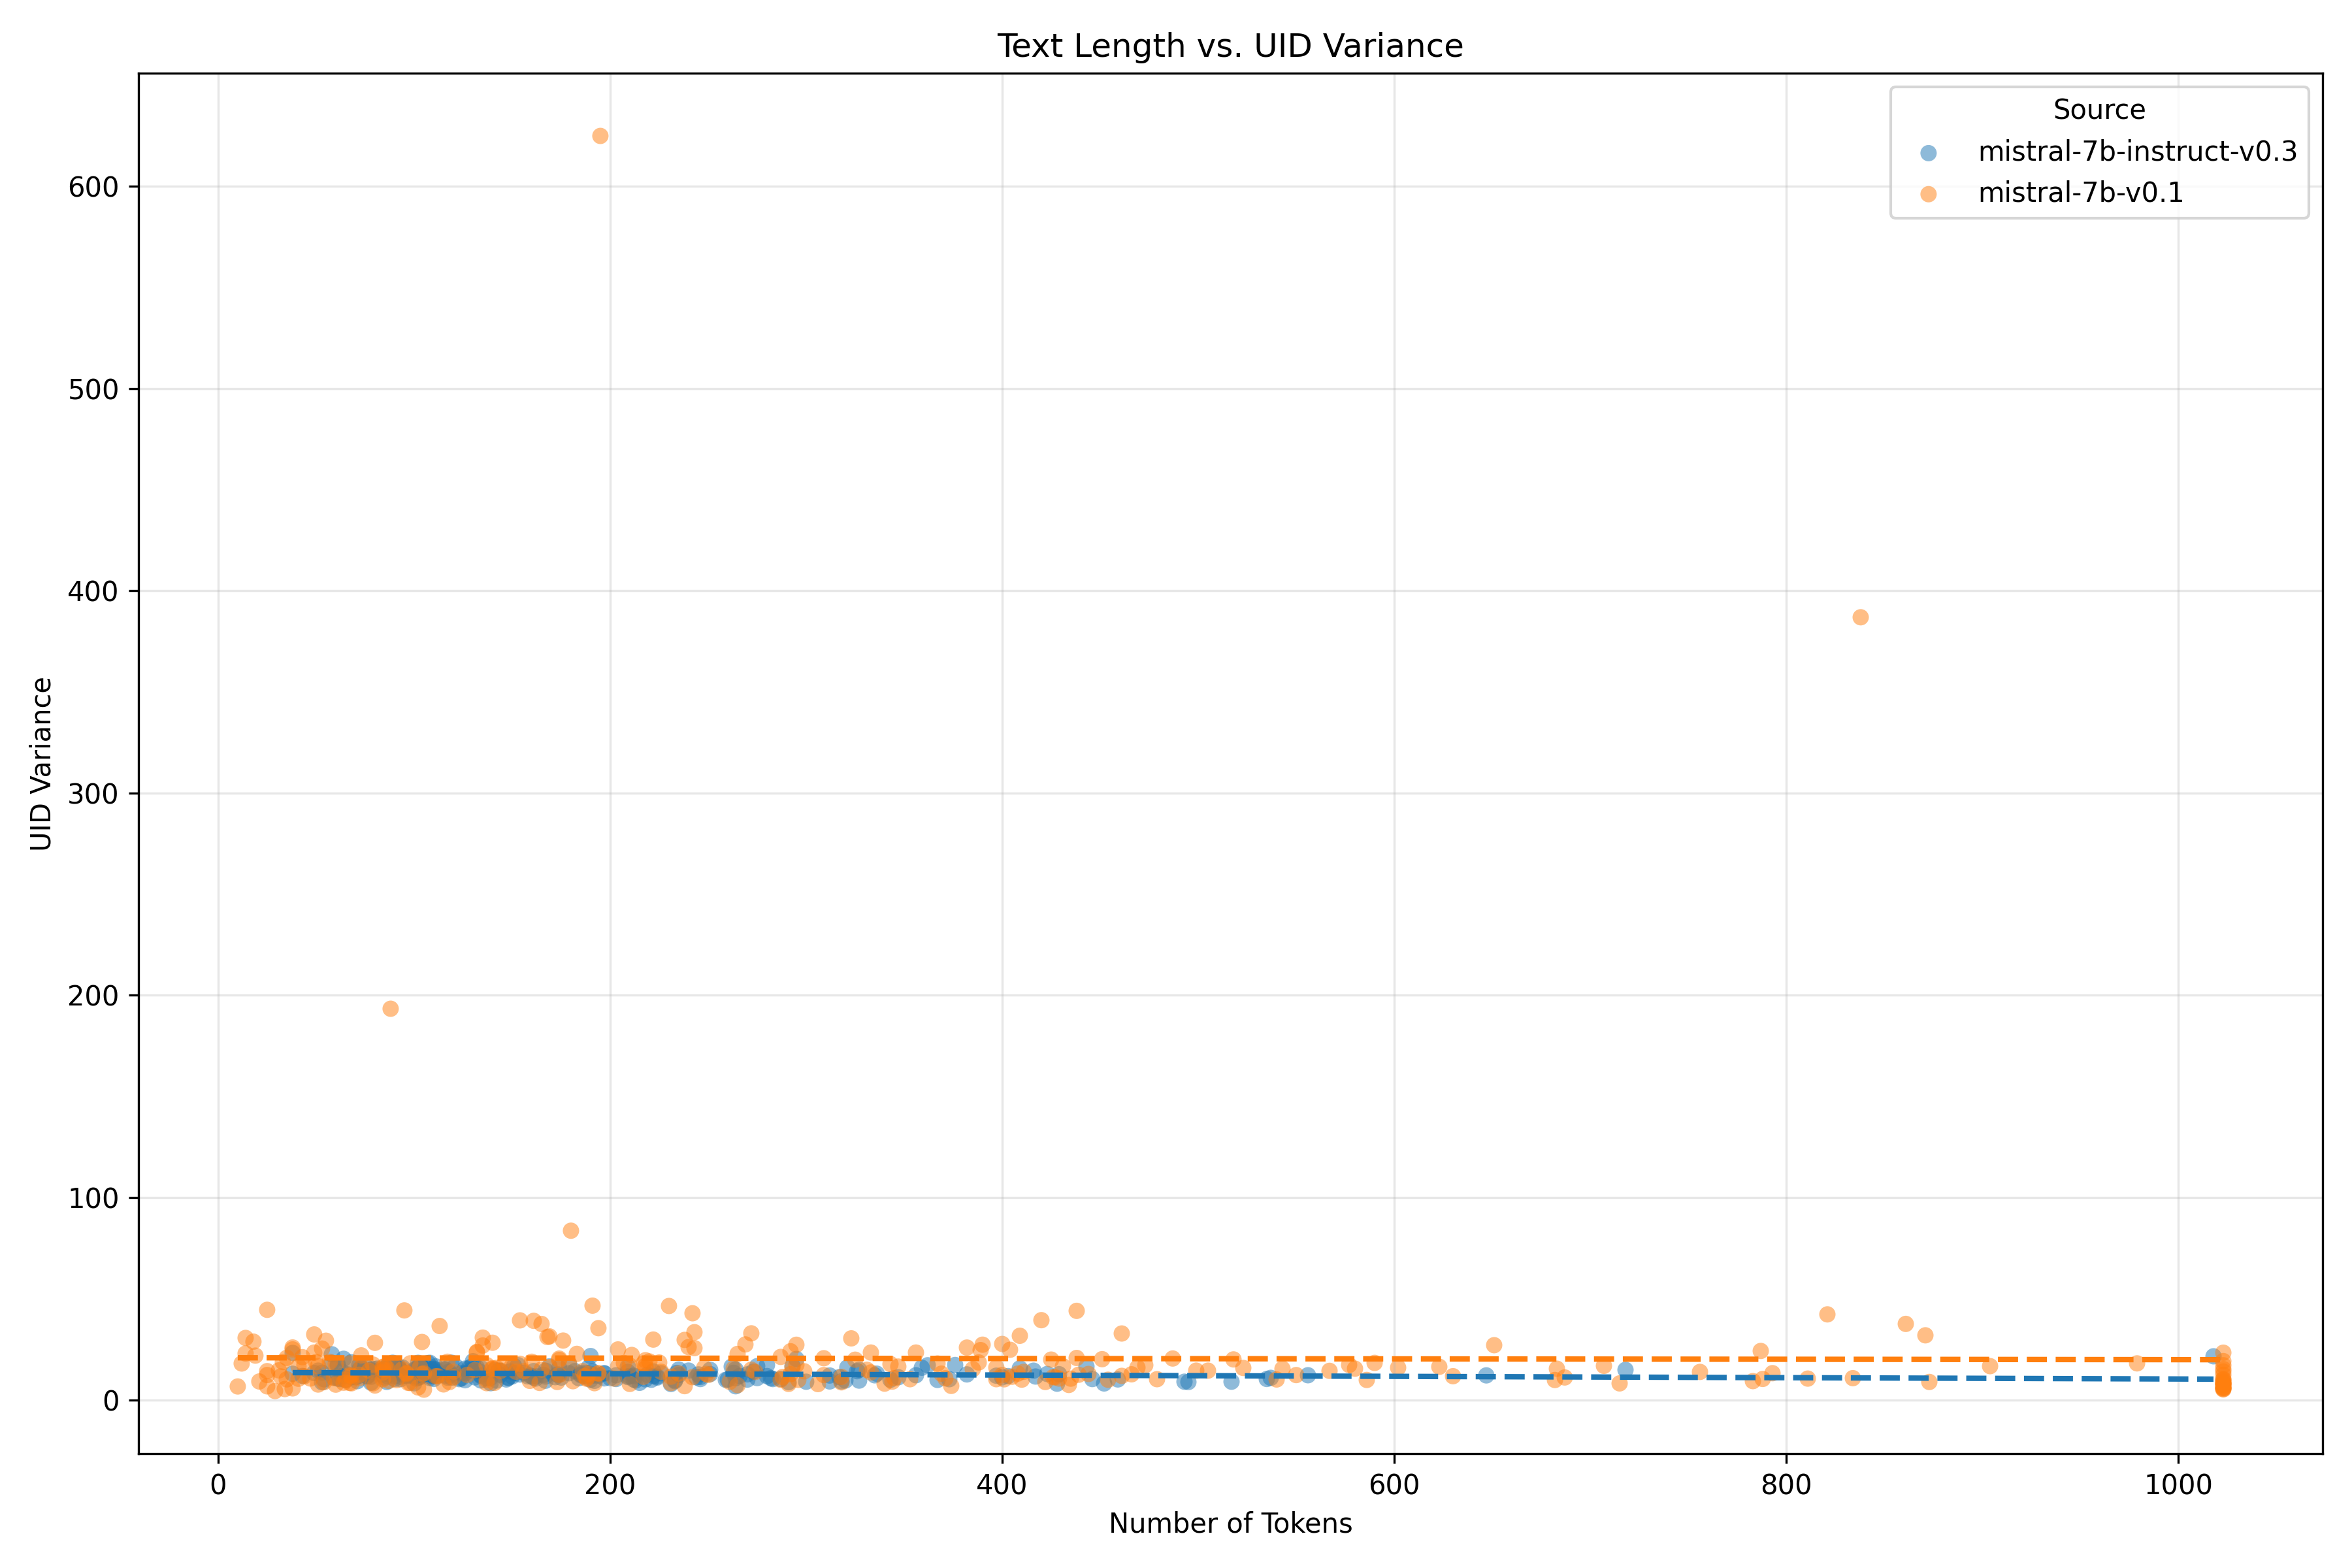 Text Length vs. UID Variance
Source
mistral-7b-instruct-v0.3
mistral-7b-v0.1
UID Variance
600
500
400
300
200
100
0
0 200 400 600 800 1000
Number of Tokens